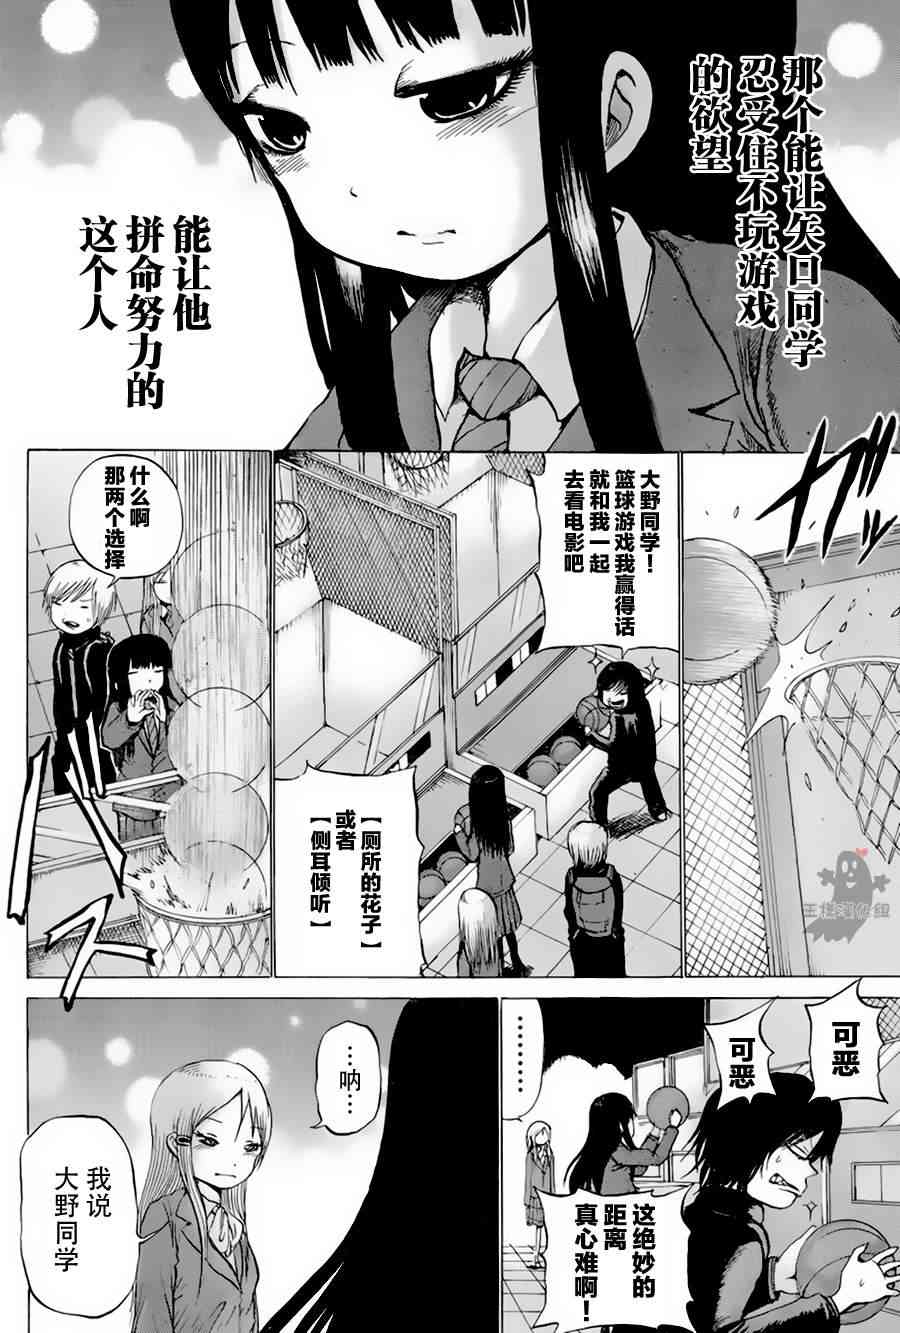 那个能让矢口同学
忍受住不玩游戏
的欲望
能让他
拼命努力的
这个人
大野同学！
篮球游戏我赢得话
就和我一起
去看电影吧
【厕所的花子】
或者
【侧耳倾听】
什么啊
那两个选择
可恶
可恶
这绝妙的
距离
真心难啊！
………
…呐…
我说
大野同学